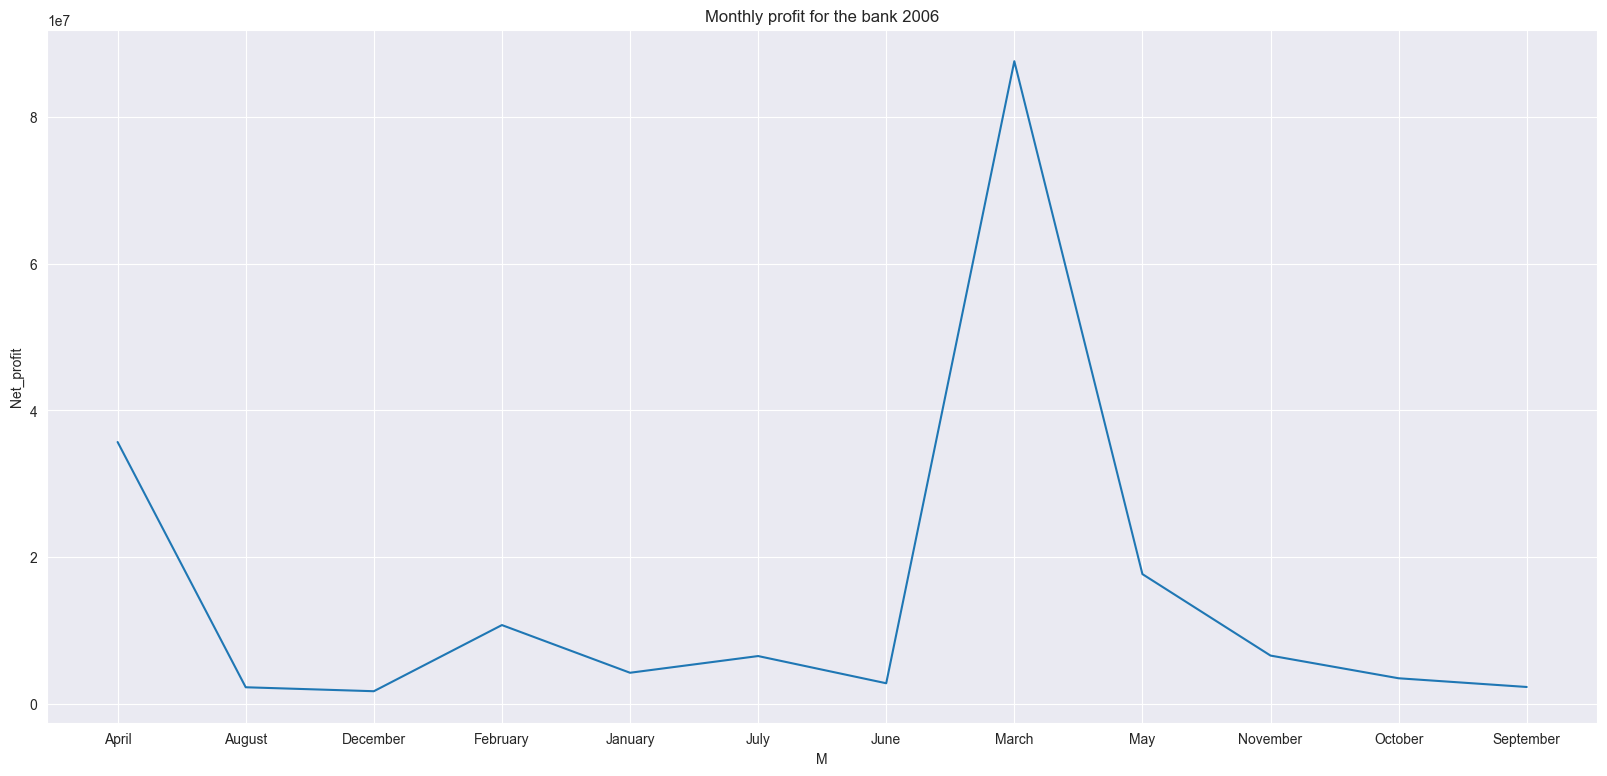 Monthly profit for the bank 2006
1e7
8
6
4
2
0
Net_profit
April August December February January July June March May November October September
M